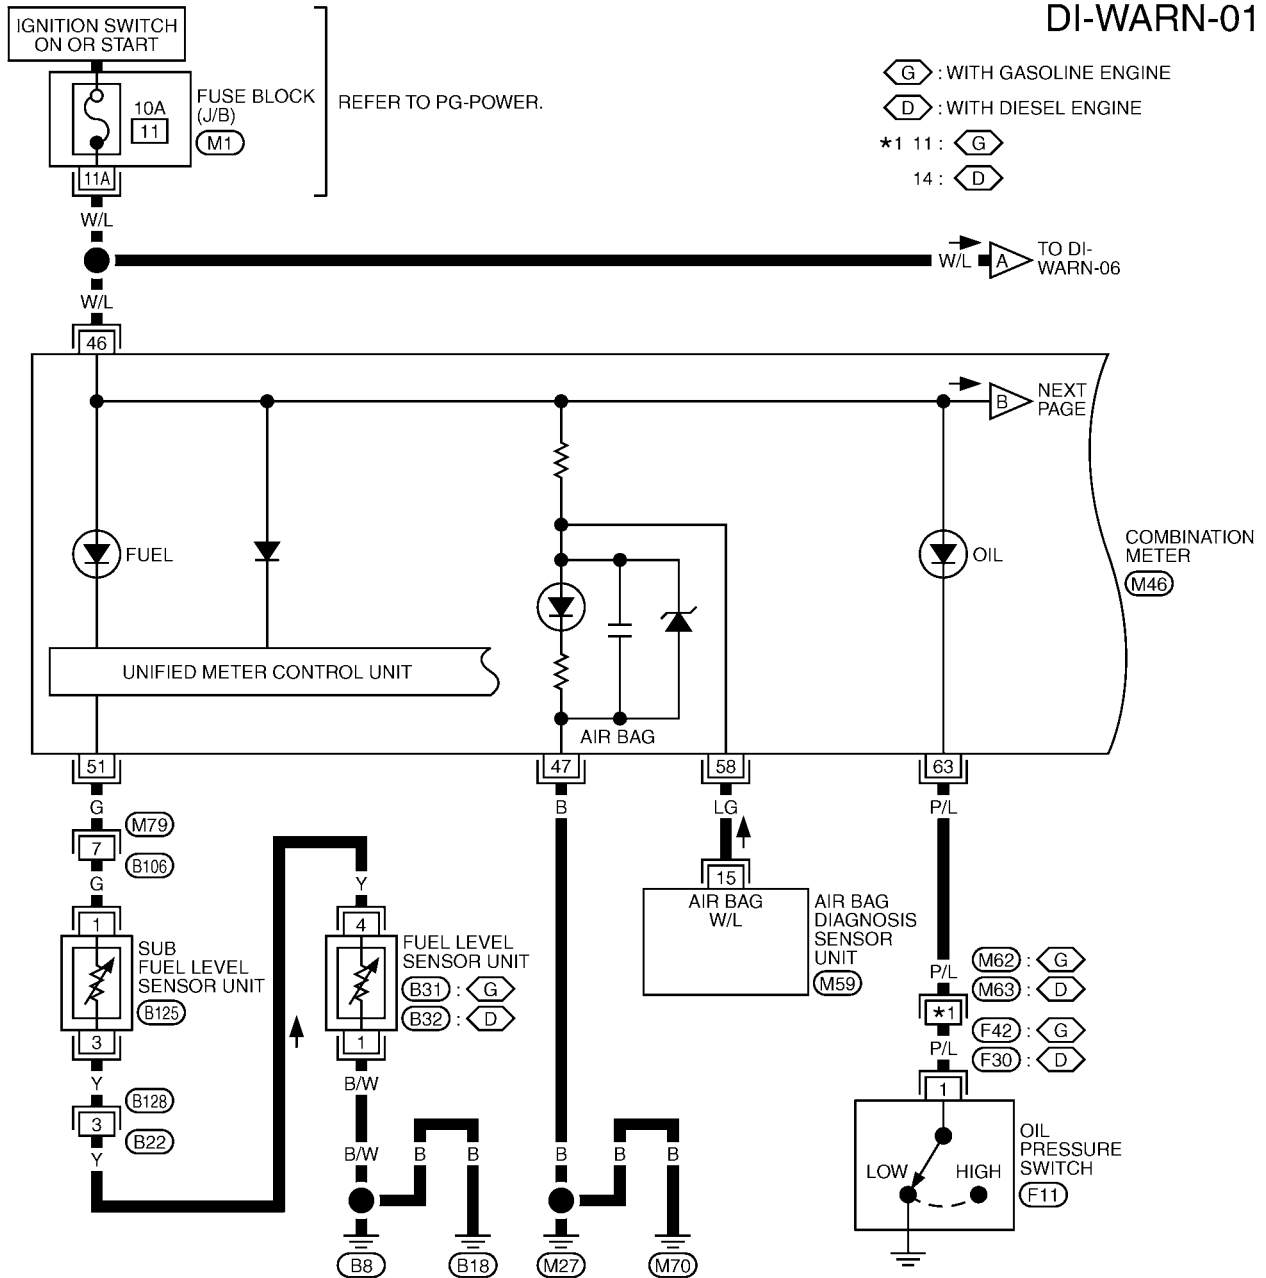 DI-WARN-01
IGNITION SWITCH
ON OR START
10A
11
FUSE BLOCK
(J/B)
M1
REFER TO PG-POWER.
G : WITH GASOLINE ENGINE
D : WITH DIESEL ENGINE
*1 11 : G
14 : D
11A
W/L
W/L
A
TO DI-
WARN-06
W/L
46
B
NEXT
PAGE
FUEL
OIL
COMBINATION
METER
M46
UNIFIED METER CONTROL UNIT
AIR BAG
51
47
58
63
G
B
LG
P/L
M79
7
B106
G
Y
15
AIR BAG
W/L
AIR BAG
DIAGNOSIS
SENSOR
UNIT
M59
1
SUB
FUEL LEVEL
SENSOR UNIT
B125
3
4
FUEL LEVEL
SENSOR UNIT
B31 : G
B32 : D
1
P/L
M62 : G
M63 : D
*1
F42 : G
F30 : D
P/L
1
Y
B128
3
B22
Y
B/W
B/W
B
B
B
B
B
LOW
HIGH
OIL
PRESSURE
SWITCH
F11
B8
B18
M27
M70